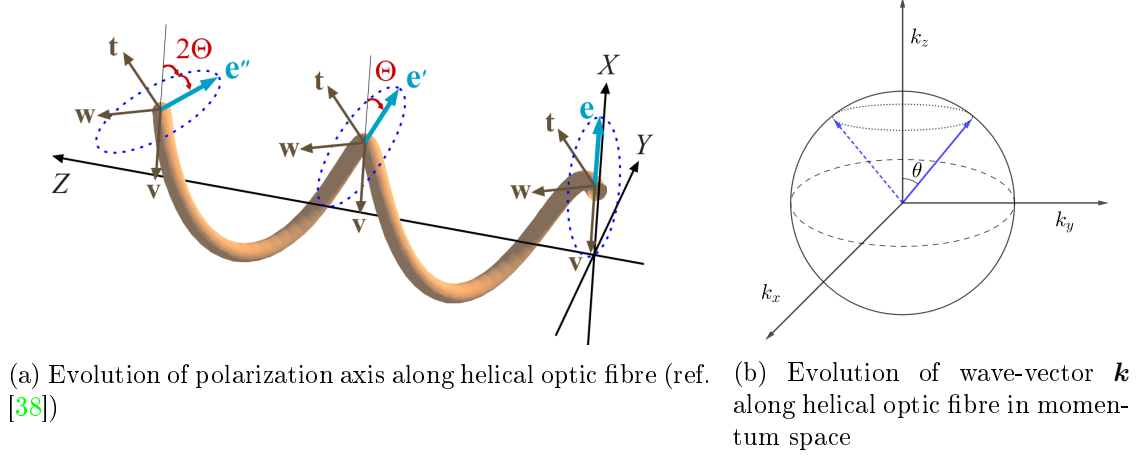 t
2Θ
e″
w
v
Z
t
Θ
e′
w
v
X
e
t
Y
w
v
k_z
θ
k_y
k_x
(a) Evolution of polarization axis along helical optic fibre (ref.
[38])
(b) Evolution of wave-vector k
along helical optic fibre in momen-
tum space